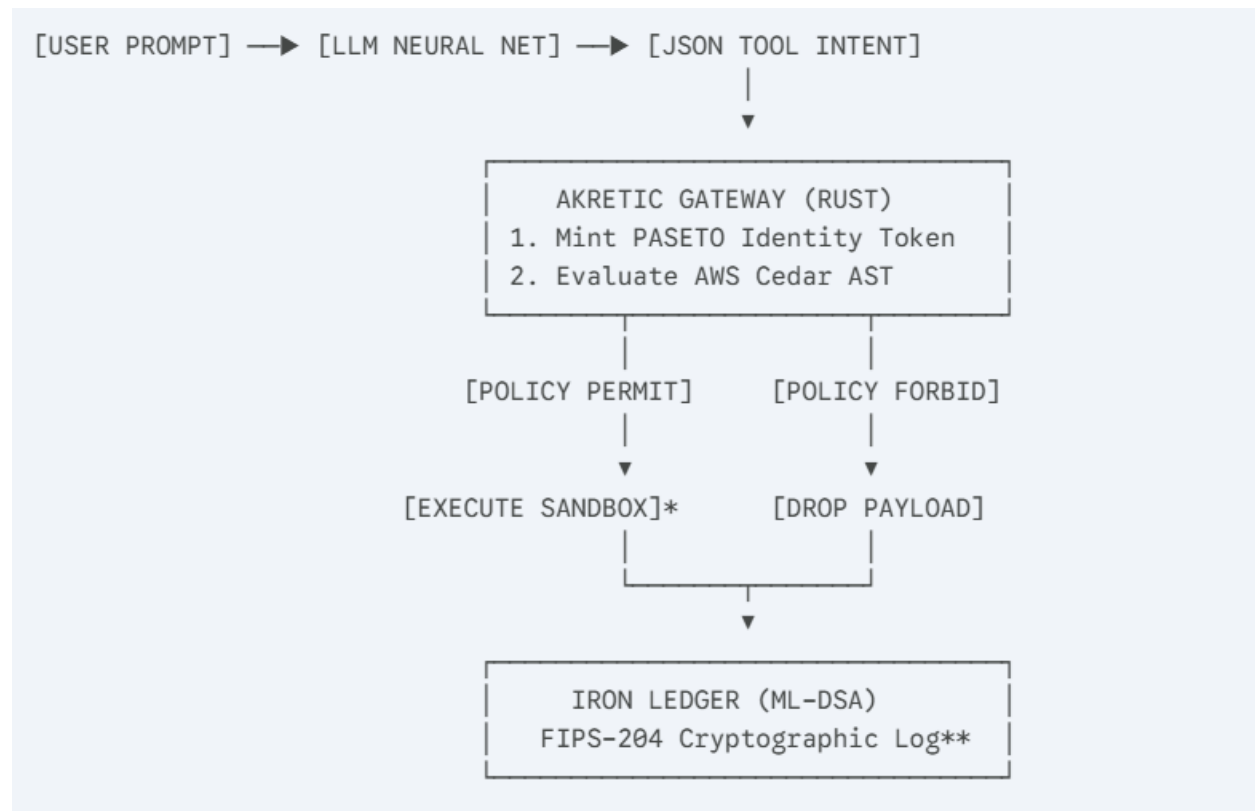 [USER PROMPT] ──▶ [LLM NEURAL NET] ──▶ [JSON TOOL INTENT]
AKRETIC GATEWAY (RUST)
1. Mint PASETO Identity Token
2. Evaluate AWS Cedar AST
[POLICY PERMIT] [POLICY FORBID]
[EXECUTE SANDBOX]* [DROP PAYLOAD]
IRON LEDGER (ML-DSA)
FIPS-204 Cryptographic Log**